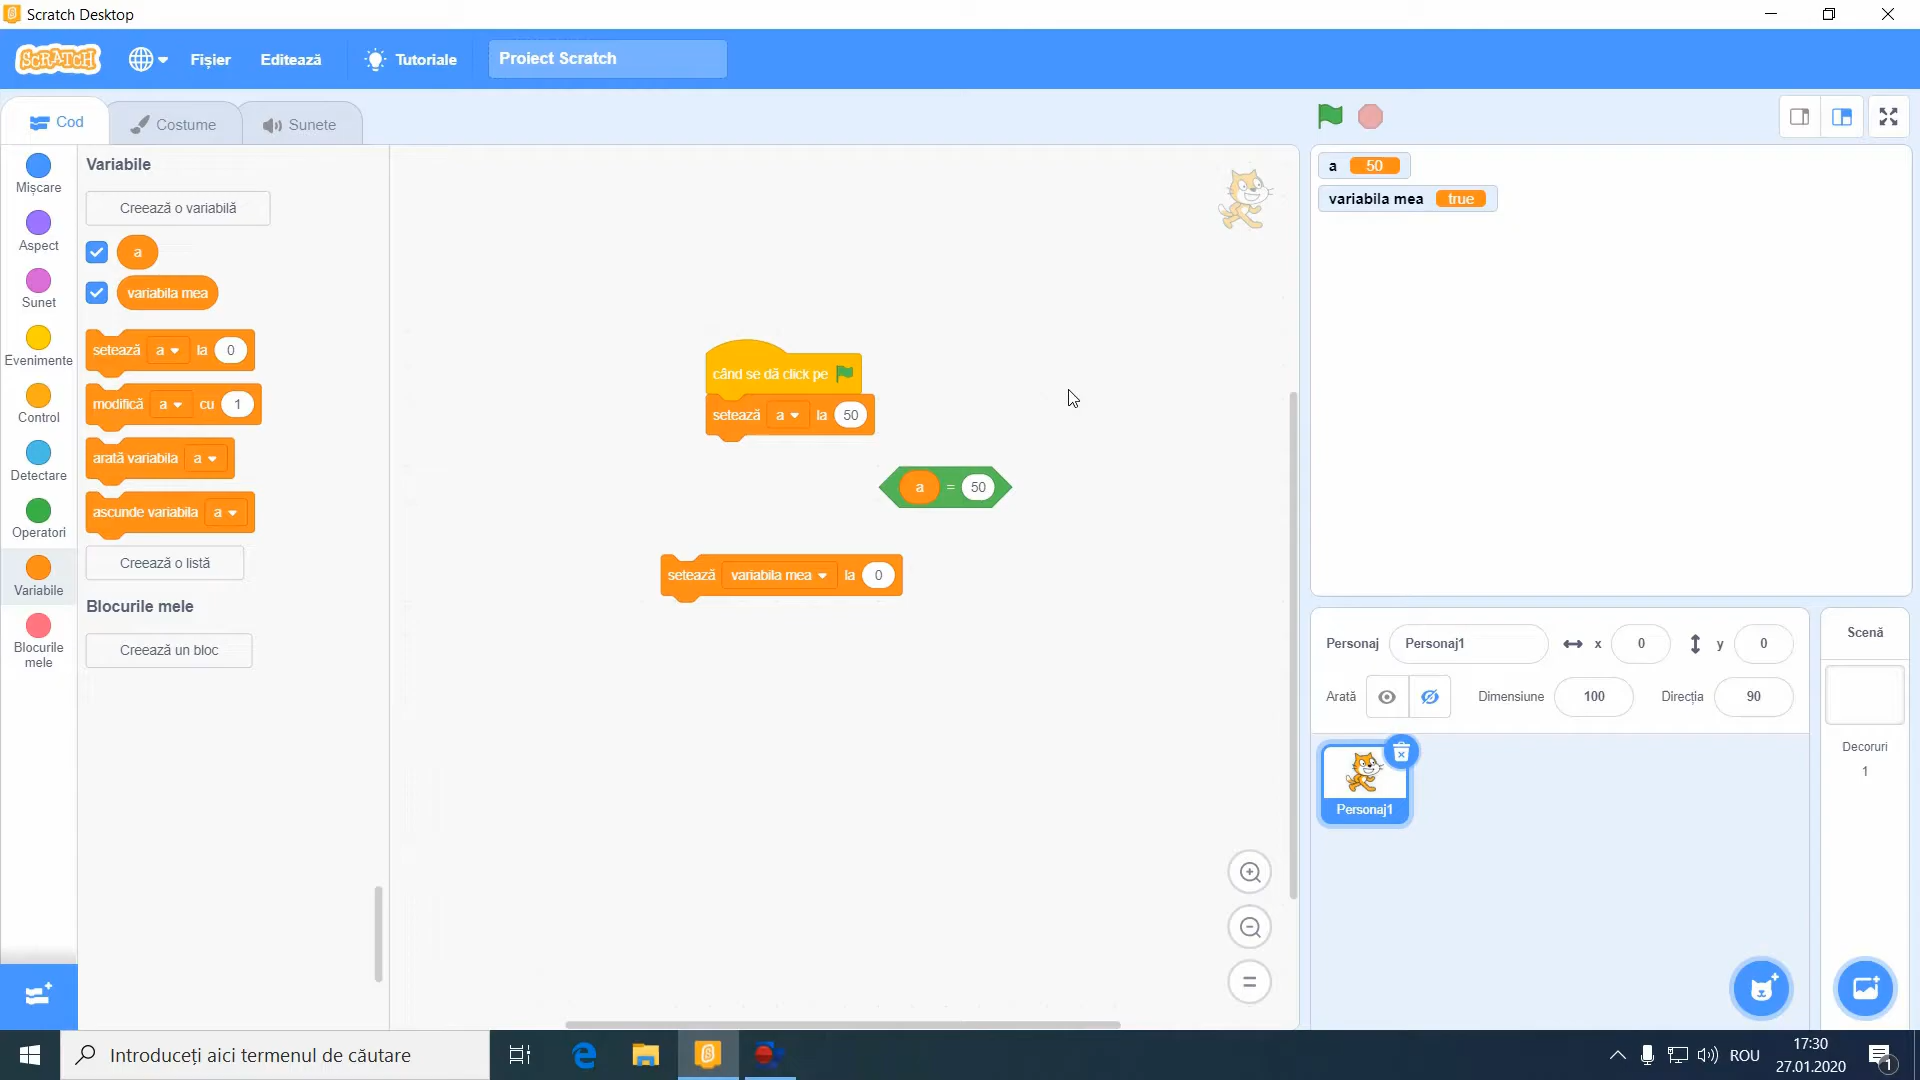 Scratch Desktop
SCRATCH
Fișier
Editează
Tutoriale
Proiect Scratch
Cod
Costume
Sunete
Mișcare
Aspect
Sunet
Evenimente
Control
Detectare
Operatori
Variabile
Blocurile
mele
Variabile
Creează o variabilă
a
variabila mea
setează a la 0
modifică a cu 1
arată variabila a
ascunde variabila a
Creează o listă
Blocurile mele
Creează un bloc
când se dă click pe
setează a la 50
a = 50
setează variabila mea la 0
a 50
variabila mea true
Personaj Personaj1 x 0 y 0
Arată Dimensiune 100 Direcția 90
Personaj1
Scenă
Decoruri
1
Introduceți aici termenul de căutare
ROU
17:30
27.01.2020
1